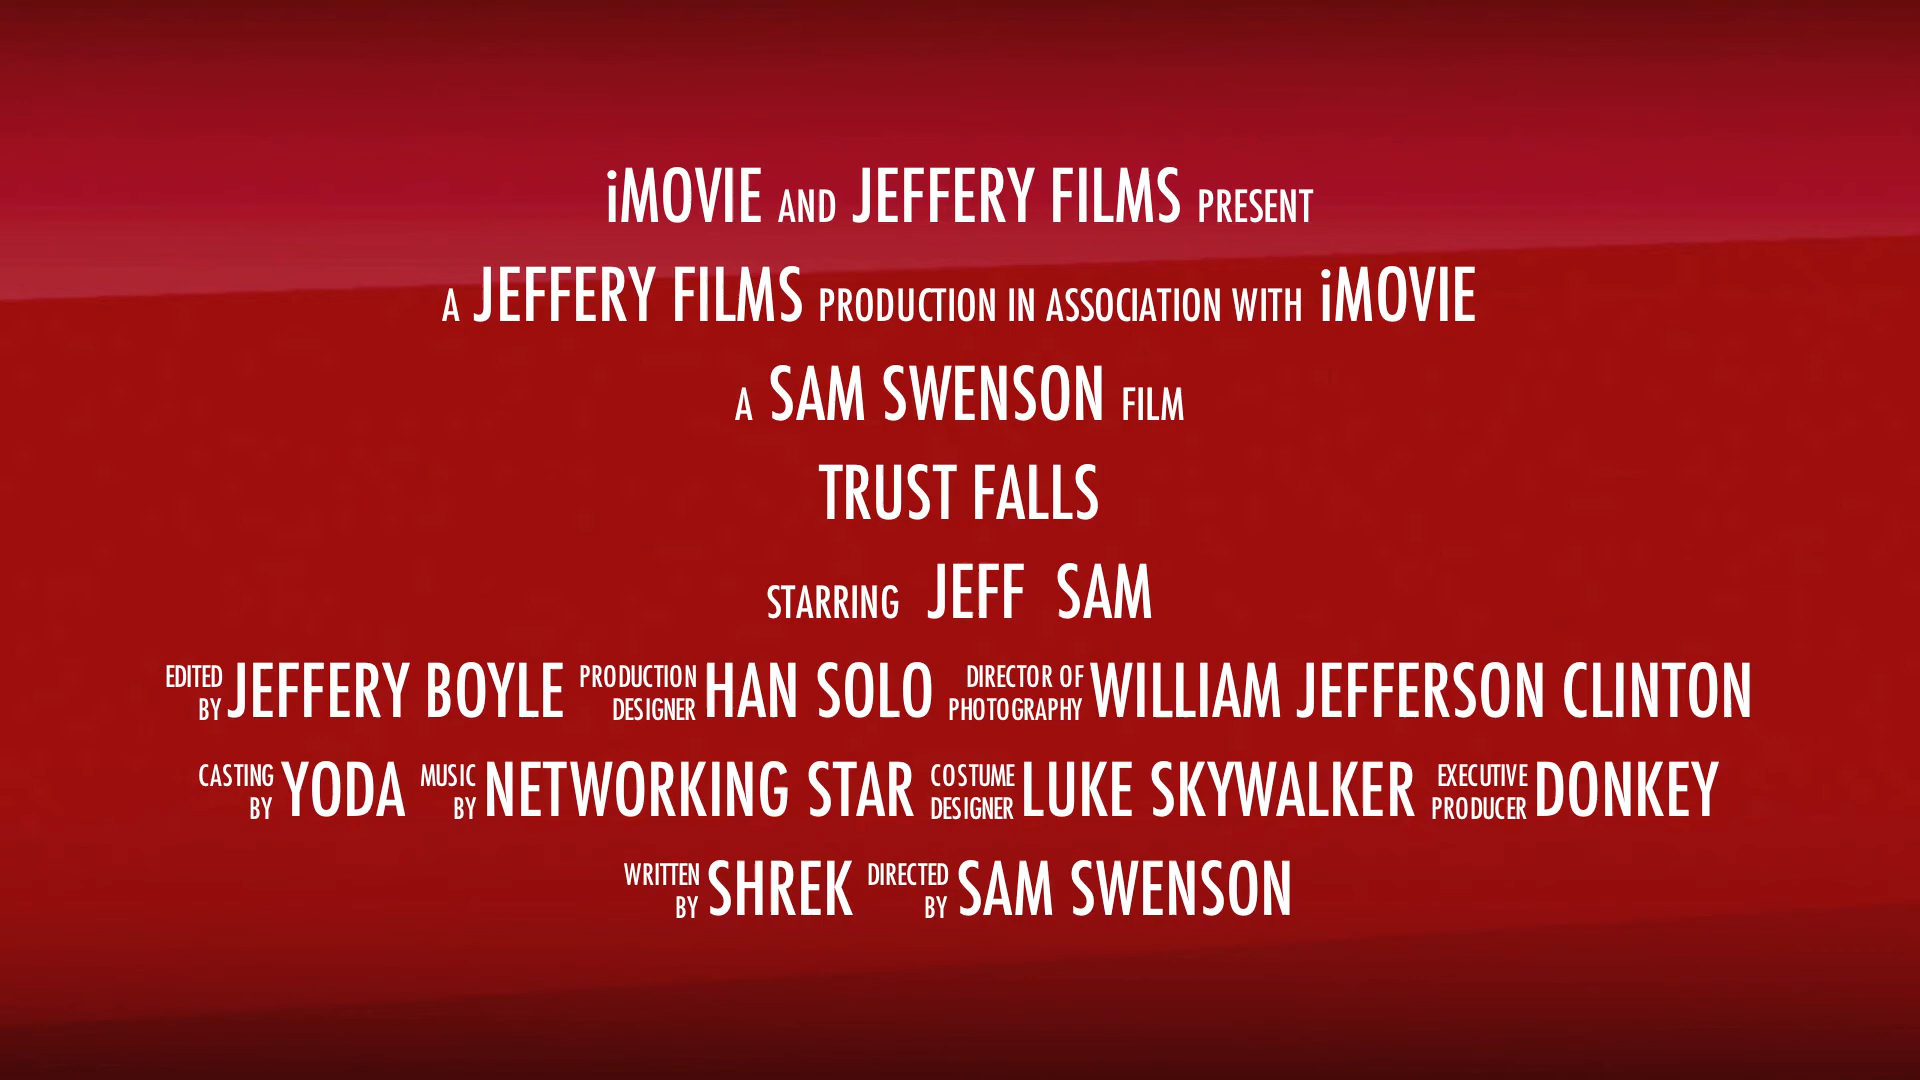 iMOVIE AND JEFFERY FILMS PRESENT
A JEFFERY FILMS PRODUCTION IN ASSOCIATION WITH iMOVIE
A SAM SWENSON FILM
TRUST FALLS
STARRING JEFF SAM
EDITED BY JEFFERY BOYLE PRODUCTION DESIGNER HAN SOLO DIRECTOR OF PHOTOGRAPHY WILLIAM JEFFERSON CLINTON
CASTING BY YODA MUSIC BY NETWORKING STAR COSTUME DESIGNER LUKE SKYWALKER EXECUTIVE PRODUCER DONKEY
WRITTEN BY SHREK DIRECTED BY SAM SWENSON